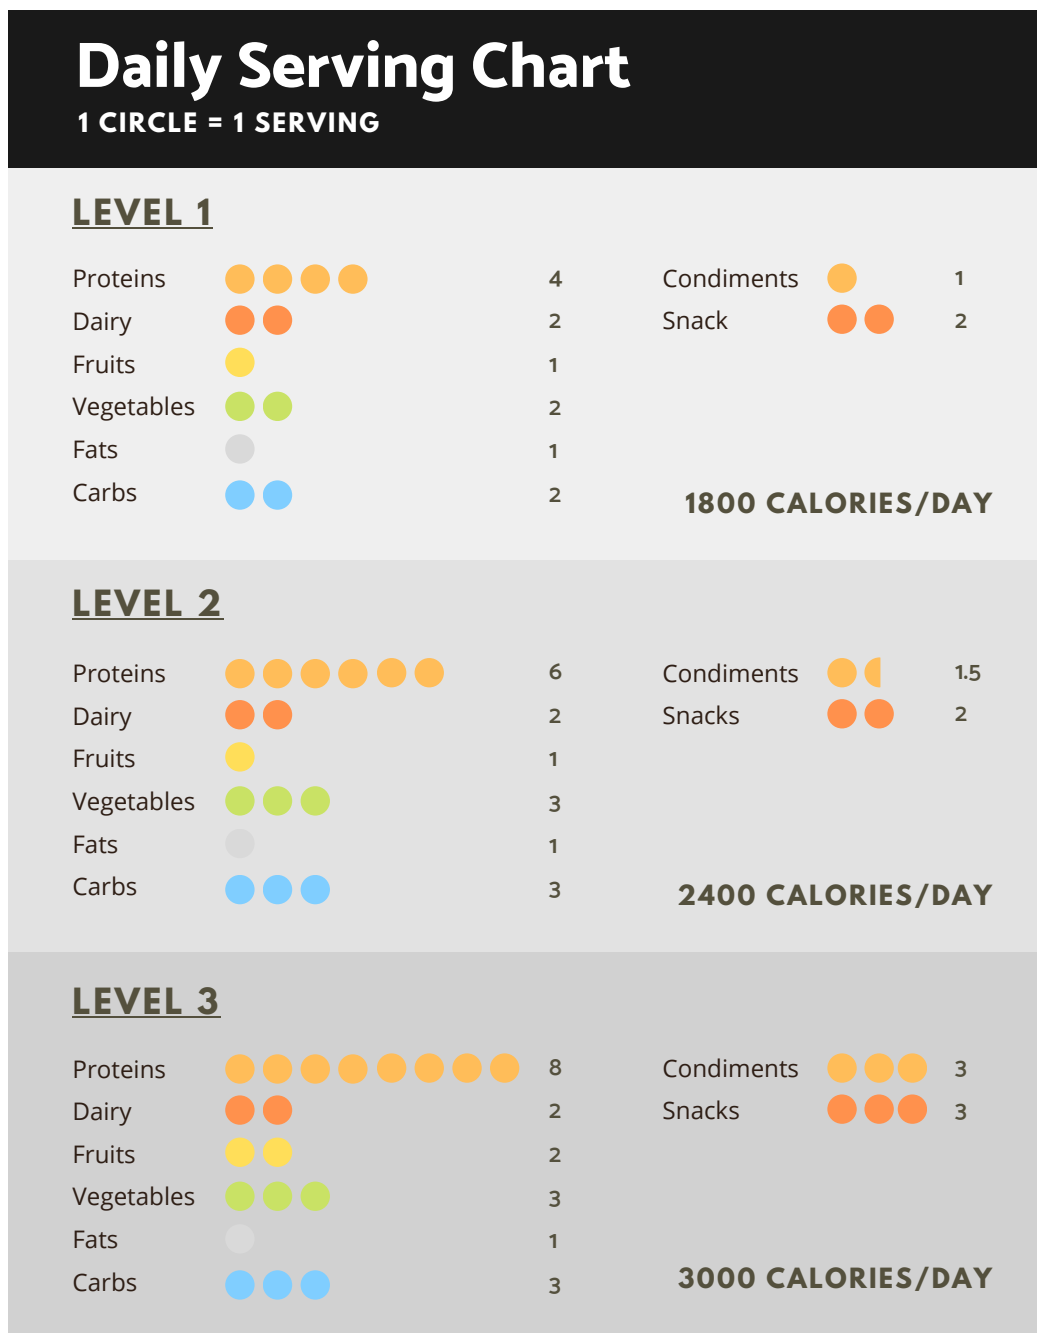 Daily Serving Chart
1 CIRCLE = 1 SERVING
LEVEL 1
Proteins 4
Dairy 2
Fruits 1
Vegetables 2
Fats 1
Carbs 2
Condiments 1
Snack 2
1800 CALORIES/DAY
LEVEL 2
Proteins 6
Dairy 2
Fruits 1
Vegetables 3
Fats 1
Carbs 3
Condiments 1.5
Snacks 2
2400 CALORIES/DAY
LEVEL 3
Proteins 8
Dairy 2
Fruits 2
Vegetables 3
Fats 1
Carbs 3
Condiments 3
Snacks 3
3000 CALORIES/DAY